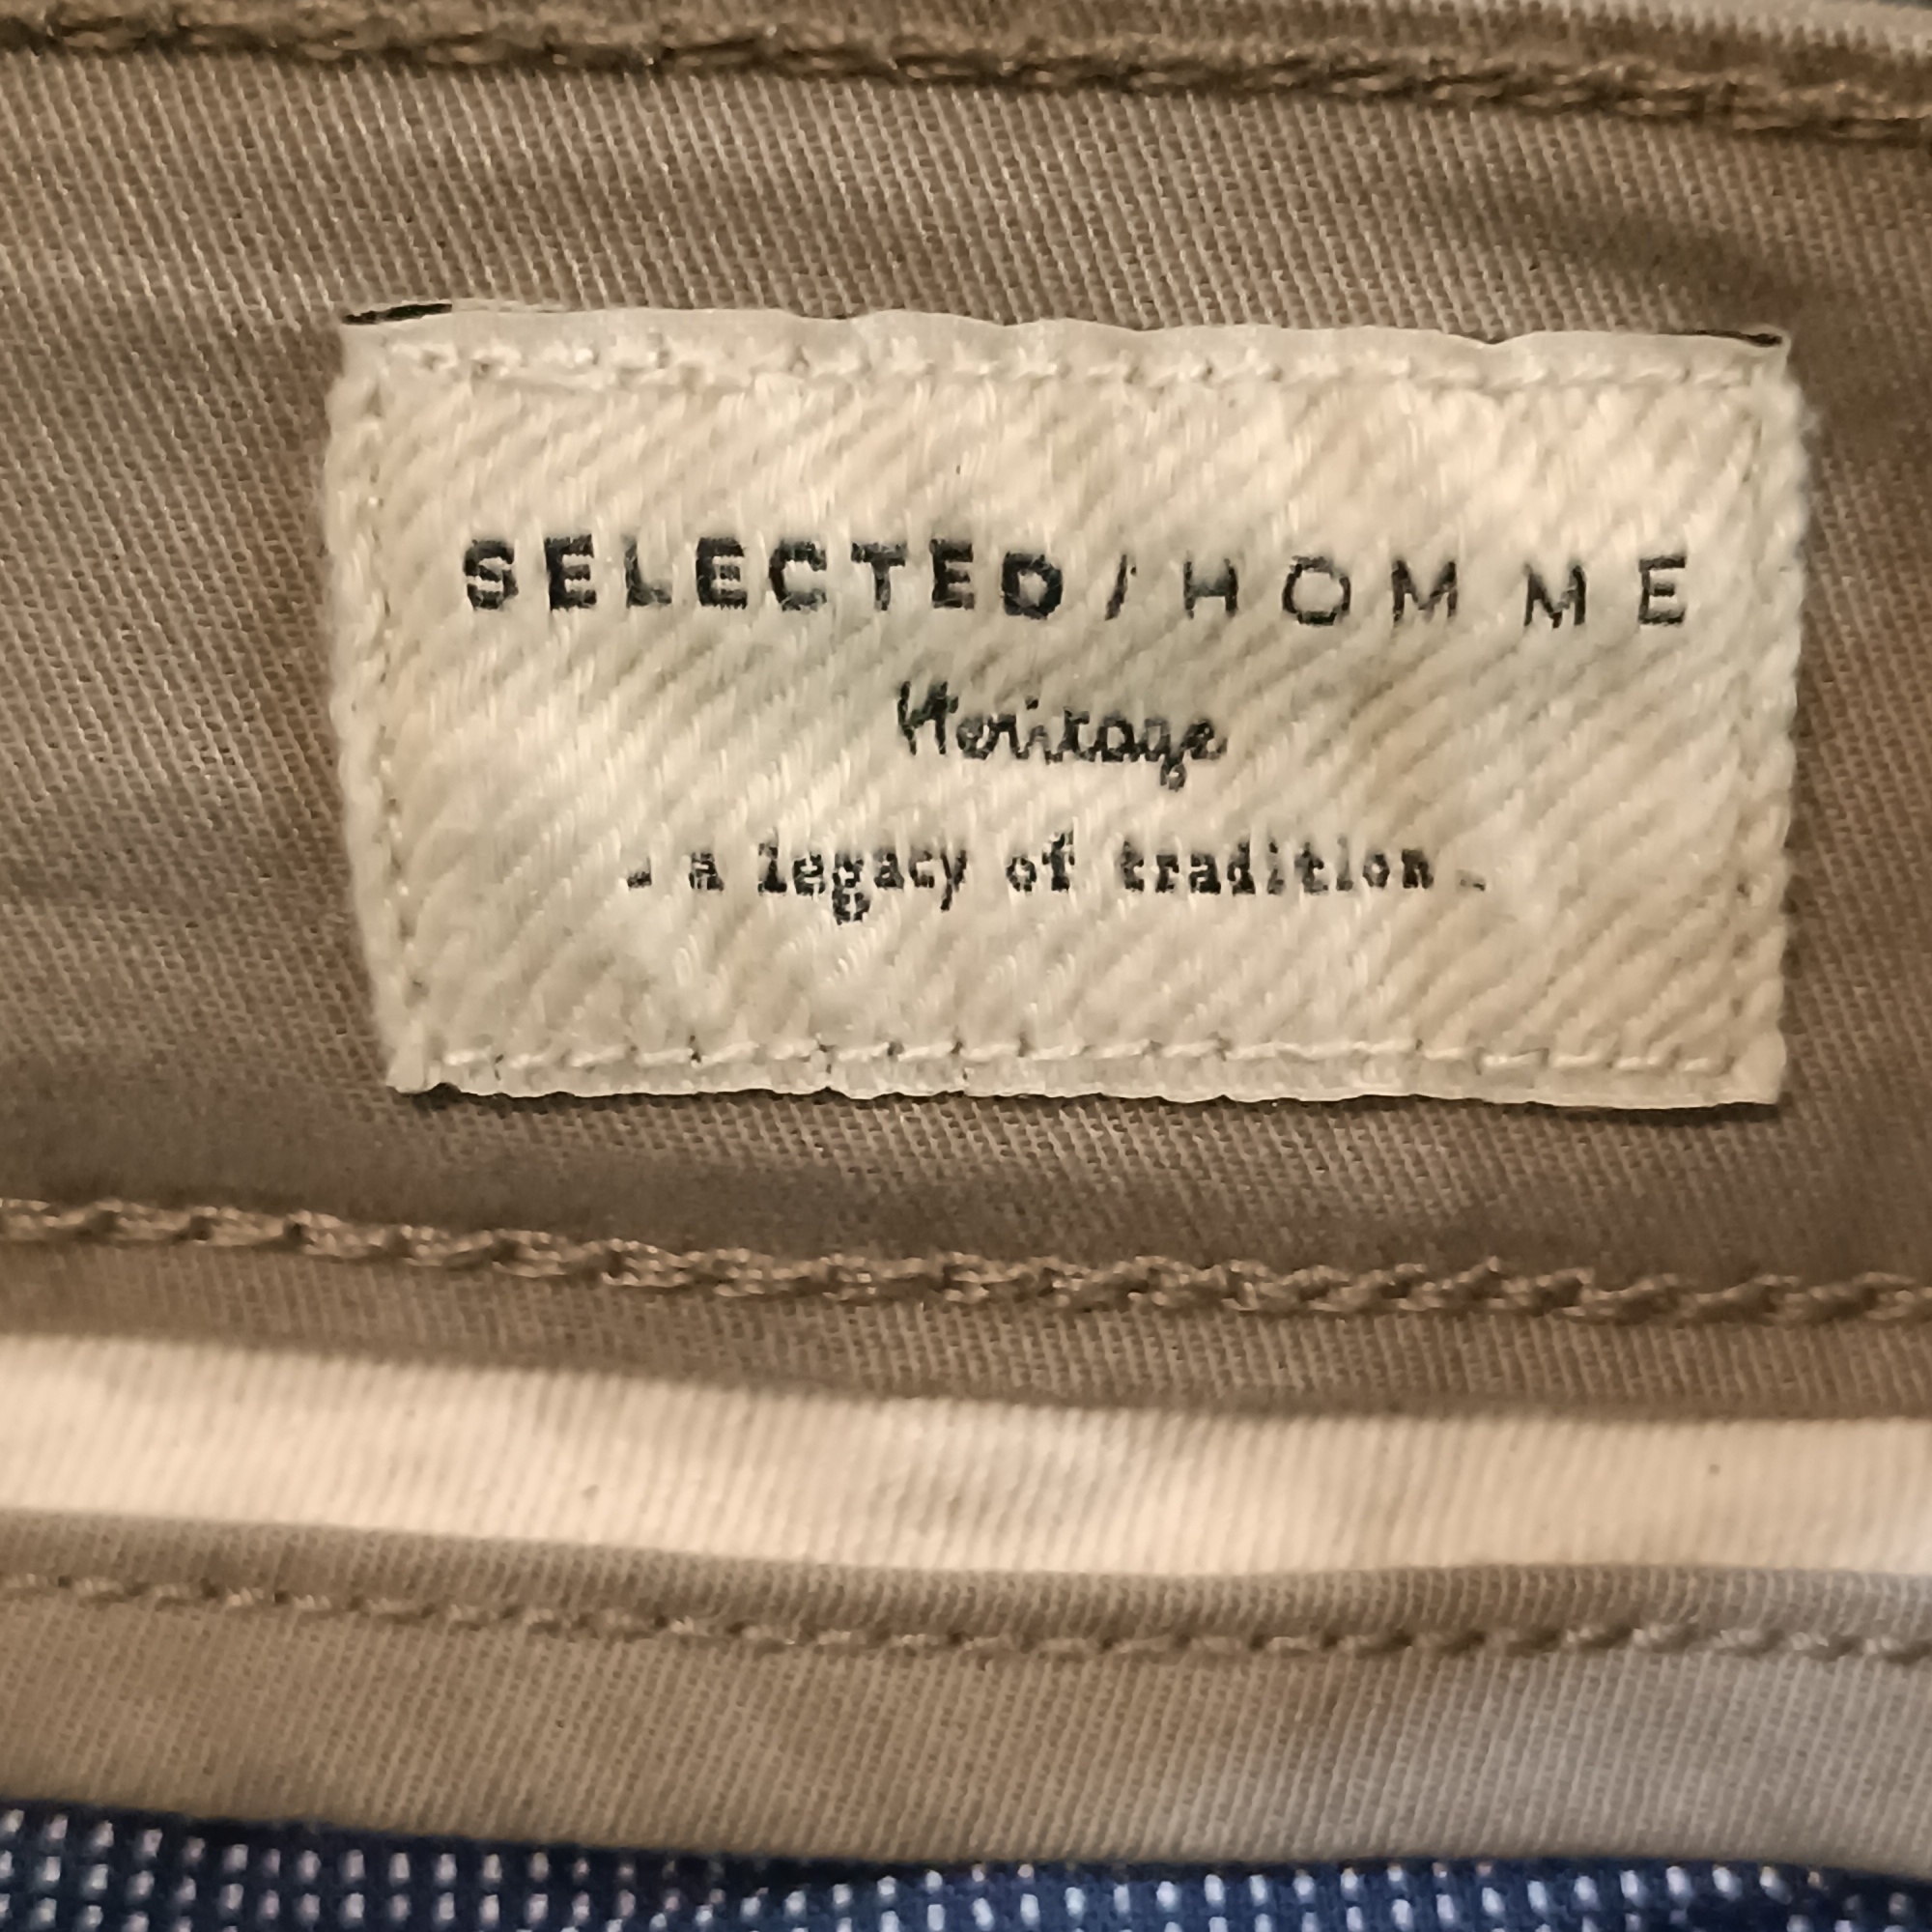 SELECTED/HOMME
Heritage
- a legacy of tradition -